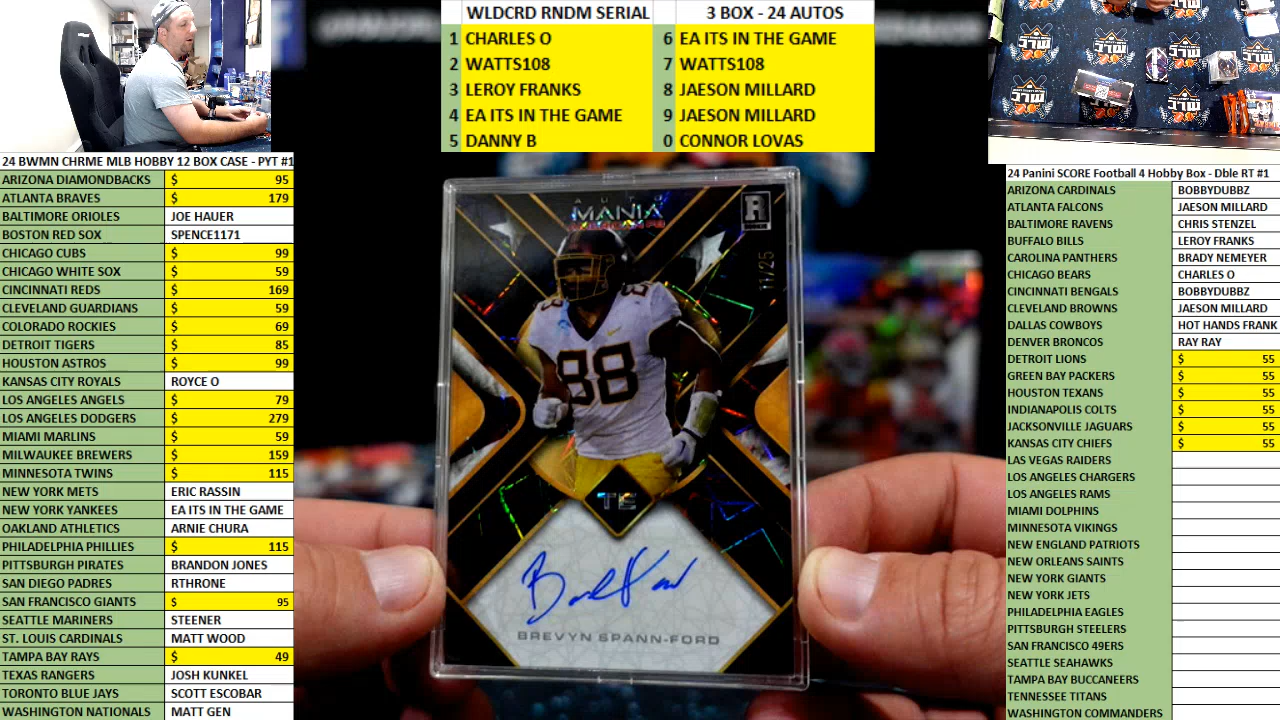 WLDCRD RNDM SERIAL 3 BOX - 24 AUTOS
1 CHARLES O 6 EA ITS IN THE GAME
2 WATTS108 7 WATTS108
3 LEROY FRANKS 8 JAESON MILLARD
4 EA ITS IN THE GAME 9 JAESON MILLARD
5 DANNY B 0 CONNOR LOVAS
24 BWMN CHRME MLB HOBBY 12 BOX CASE - PYT #1
ARIZONA DIAMONDBACKS $ 95
ATLANTA BRAVES $ 179
BALTIMORE ORIOLES JOE HAUER
BOSTON RED SOX SPENCE1171
CHICAGO CUBS $ 99
CHICAGO WHITE SOX $ 59
CINCINNATI REDS $ 169
CLEVELAND GUARDIANS $ 59
COLORADO ROCKIES $ 69
DETROIT TIGERS $ 85
HOUSTON ASTROS $ 99
KANSAS CITY ROYALS ROYCE O
LOS ANGELES ANGELS $ 79
LOS ANGELES DODGERS $ 279
MIAMI MARLINS $ 59
MILWAUKEE BREWERS $ 159
MINNESOTA TWINS $ 115
NEW YORK METS ERIC RASSIN
NEW YORK YANKEES EA ITS IN THE GAME
OAKLAND ATHLETICS ARNIE CHURA
PHILADELPHIA PHILLIES $ 115
PITTSBURGH PIRATES BRANDON JONES
SAN DIEGO PADRES RTHRONE
SAN FRANCISCO GIANTS $ 95
SEATTLE MARINERS STEENER
ST. LOUIS CARDINALS MATT WOOD
TAMPA BAY RAYS $ 49
TEXAS RANGERS JOSH KUNKEL
TORONTO BLUE JAYS SCOTT ESCOBAR
WASHINGTON NATIONALS MATT GEN
AUTO
MANIA
R
11/25
88
88
TE
BREVYN SPANN-FORD
24 Panini SCORE Football 4 Hobby Box - Dble RT #1
ARIZONA CARDINALS BOBBYDUBBZ
ATLANTA FALCONS JAESON MILLARD
BALTIMORE RAVENS CHRIS STENZEL
BUFFALO BILLS LEROY FRANKS
CAROLINA PANTHERS BRADY NEMEYER
CHICAGO BEARS CHARLES O
CINCINNATI BENGALS BOBBYDUBBZ
CLEVELAND BROWNS JAESON MILLARD
DALLAS COWBOYS HOT HANDS FRANK
DENVER BRONCOS RAY RAY
DETROIT LIONS $ 55
GREEN BAY PACKERS $ 55
HOUSTON TEXANS $ 55
INDIANAPOLIS COLTS $ 55
JACKSONVILLE JAGUARS $ 55
KANSAS CITY CHIEFS $ 55
LAS VEGAS RAIDERS
LOS ANGELES CHARGERS
LOS ANGELES RAMS
MIAMI DOLPHINS
MINNESOTA VIKINGS
NEW ENGLAND PATRIOTS
NEW ORLEANS SAINTS
NEW YORK GIANTS
NEW YORK JETS
PHILADELPHIA EAGLES
PITTSBURGH STEELERS
SAN FRANCISCO 49ERS
SEATTLE SEAHAWKS
TAMPA BAY BUCCANEERS
TENNESSEE TITANS
WASHINGTON COMMANDERS